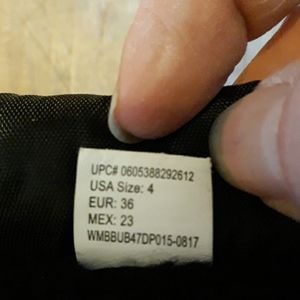 UPC# 0605388292612
USA Size: 4
EUR: 36
MEX: 23
WMBBUB47DP015-0817